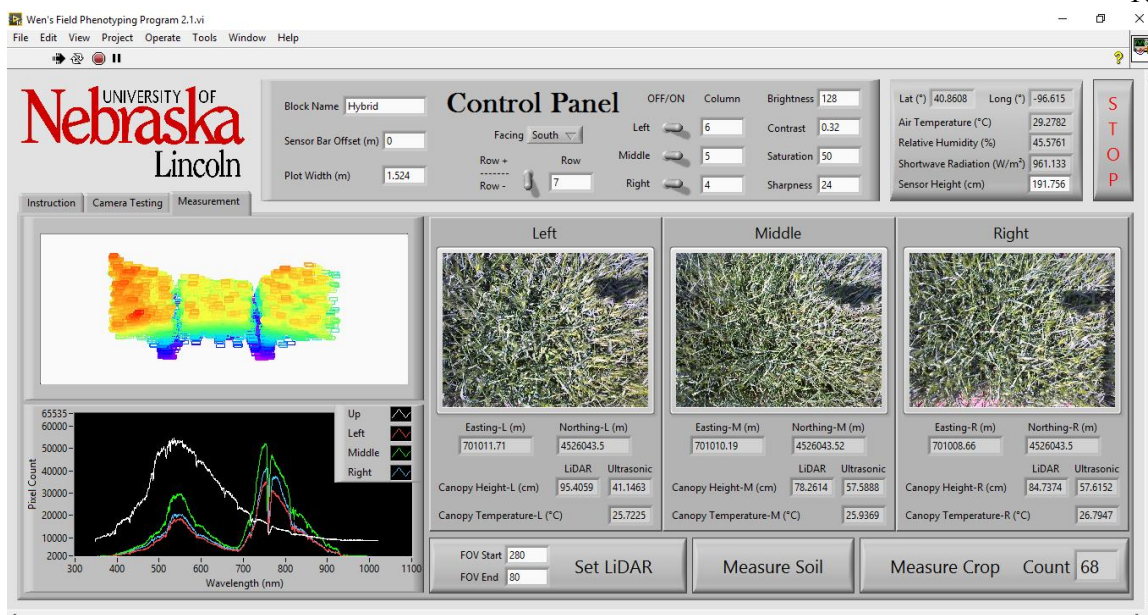 Wen's Field Phenotyping Program 2.1.vi
File Edit View Project Operate Tools Window Help
UNIVERSITY OF
Nebraska
Lincoln
Block Name Hybrid
Sensor Bar Offset (m) 0
Plot Width (m) 1.524
Control Panel
Facing South
Row +
-------
Row -
Row
7
OFF/ON Column
Left 6
Middle 5
Right 4
Brightness 128
Contrast 0.32
Saturation 50
Sharpness 24
Lat (°) 40.8608 Long (°) -96.615
Air Temperature (°C) 29.2782
Relative Humidity (%) 45.5761
Shortwave Radiation (W/m²) 961.133
Sensor Height (cm) 191.756
STOP
Instruction Camera Testing Measurement
Left
Middle
Right
Easting-L (m) Northing-L (m)
701011.71 4526043.5
LiDAR Ultrasonic
Canopy Height-L (cm) 95.4059 41.1463
Canopy Temperature-L (°C) 25.7225
Easting-M (m) Northing-M (m)
701010.19 4526043.52
LiDAR Ultrasonic
Canopy Height-M (cm) 78.2614 57.5888
Canopy Temperature-M (°C) 25.9369
Easting-R (m) Northing-R (m)
701008.66 4526043.5
LiDAR Ultrasonic
Canopy Height-R (cm) 84.7374 57.6152
Canopy Temperature-R (°C) 26.7947
Pixel Count
65535
60000
50000
40000
30000
20000
10000
2000
300 400 500 600 700 800 900 1000 1100
Wavelength (nm)
Up
Left
Middle
Right
FOV Start 280
FOV End 80
Set LiDAR
Measure Soil
Measure Crop Count 68